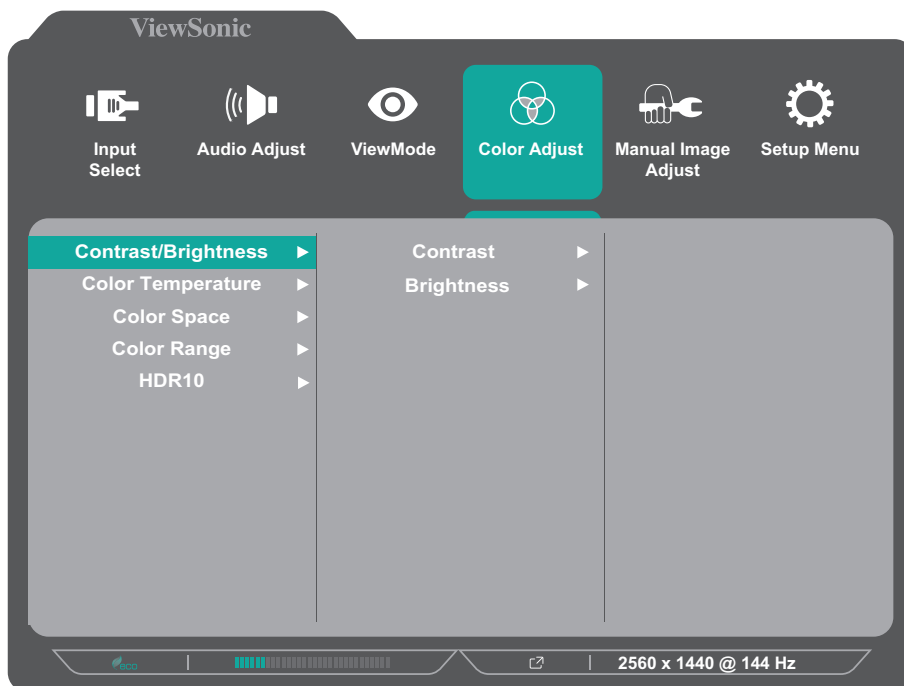 ViewSonic
Input
Select
Audio Adjust
ViewMode
Color Adjust
Manual Image
Adjust
Setup Menu
Contrast/Brightness
Color Temperature
Color Space
Color Range
HDR10
Contrast
Brightness
eco
2560 x 1440 @ 144 Hz